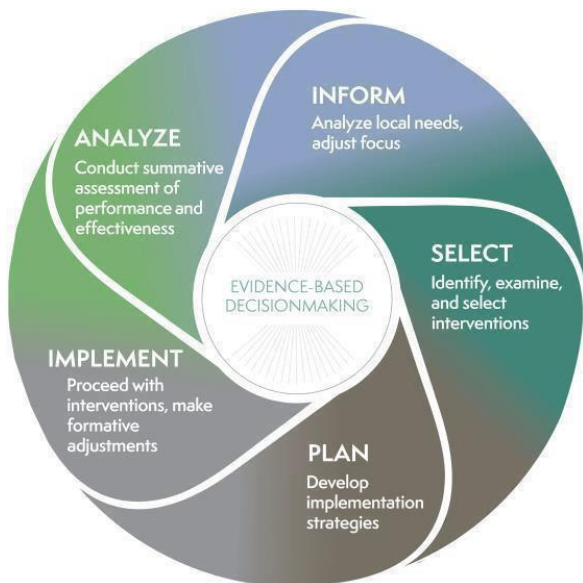 INFORM
Analyze local needs,
adjust focus
SELECT
Identify, examine,
and select
interventions
PLAN
Develop
implementation
strategies
IMPLEMENT
Proceed with
interventions, make
formative
adjustments
ANALYZE
Conduct summative
assessment of
performance and
effectiveness
EVIDENCE-BASED
DECISIONMAKING